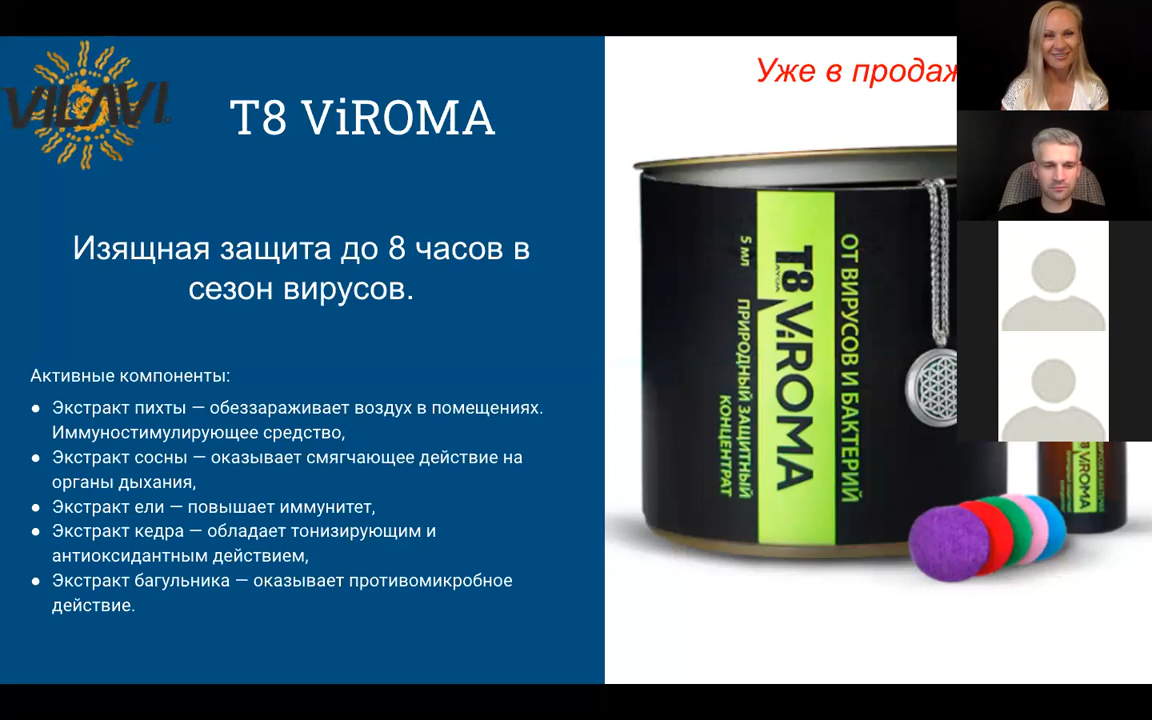 VILAVI
T8 ViROMA
Уже в продаж
Изящная защита до 8 часов в
сезон вирусов.
Активные компоненты:
● Экстракт пихты — обеззараживает воздух в помещениях.
Иммуностимулирующее средство,
● Экстракт сосны — оказывает смягчающее действие на
органы дыхания,
● Экстракт ели — повышает иммунитет,
● Экстракт кедра — обладает тонизирующим и
антиоксидантным действием,
● Экстракт багульника — оказывает противомикробное
действие.
ОТ ВИРУСОВ И БАКТЕРИЙ
T8 ViROMA
5 МЛ
ПРИРОДНЫЙ ЗАЩИТНЫЙ
КОНЦЕНТРАТ
T8 ViROMA